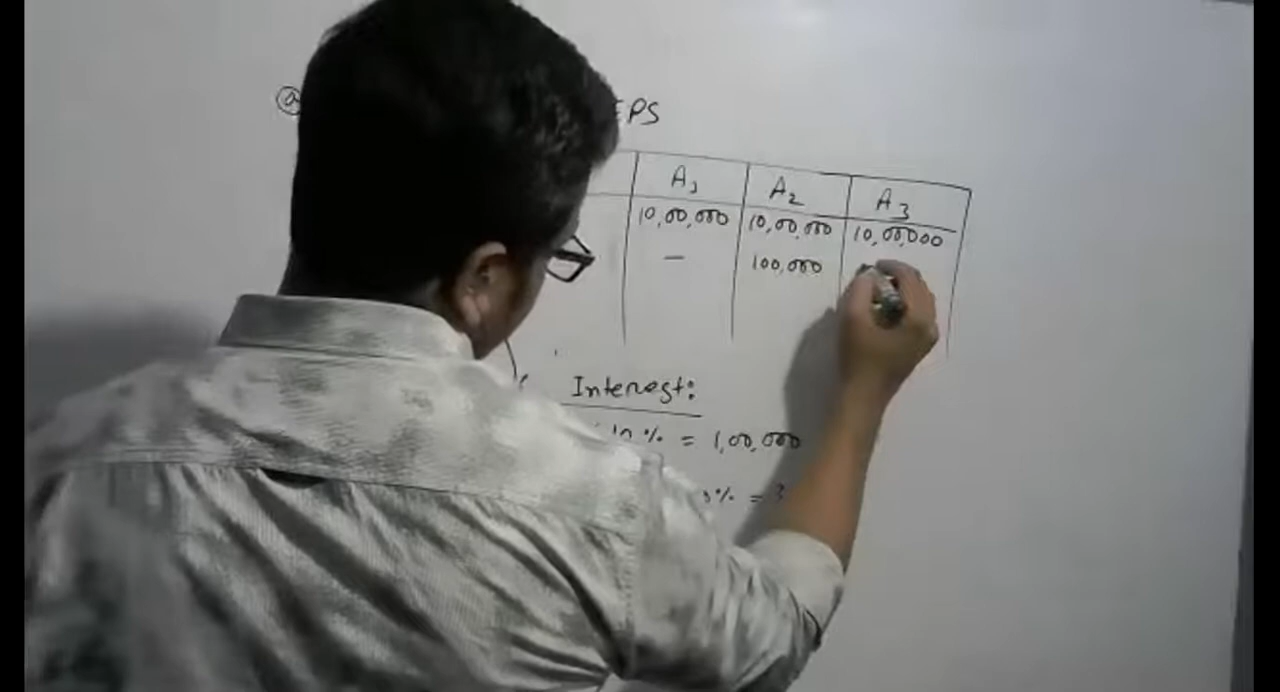 ⓐ EPS
A₁ A₂ A₃
10,00,000 10,00,000 10,00,000
— 100,000
Interest:
10% = 1,00,000
% = 3